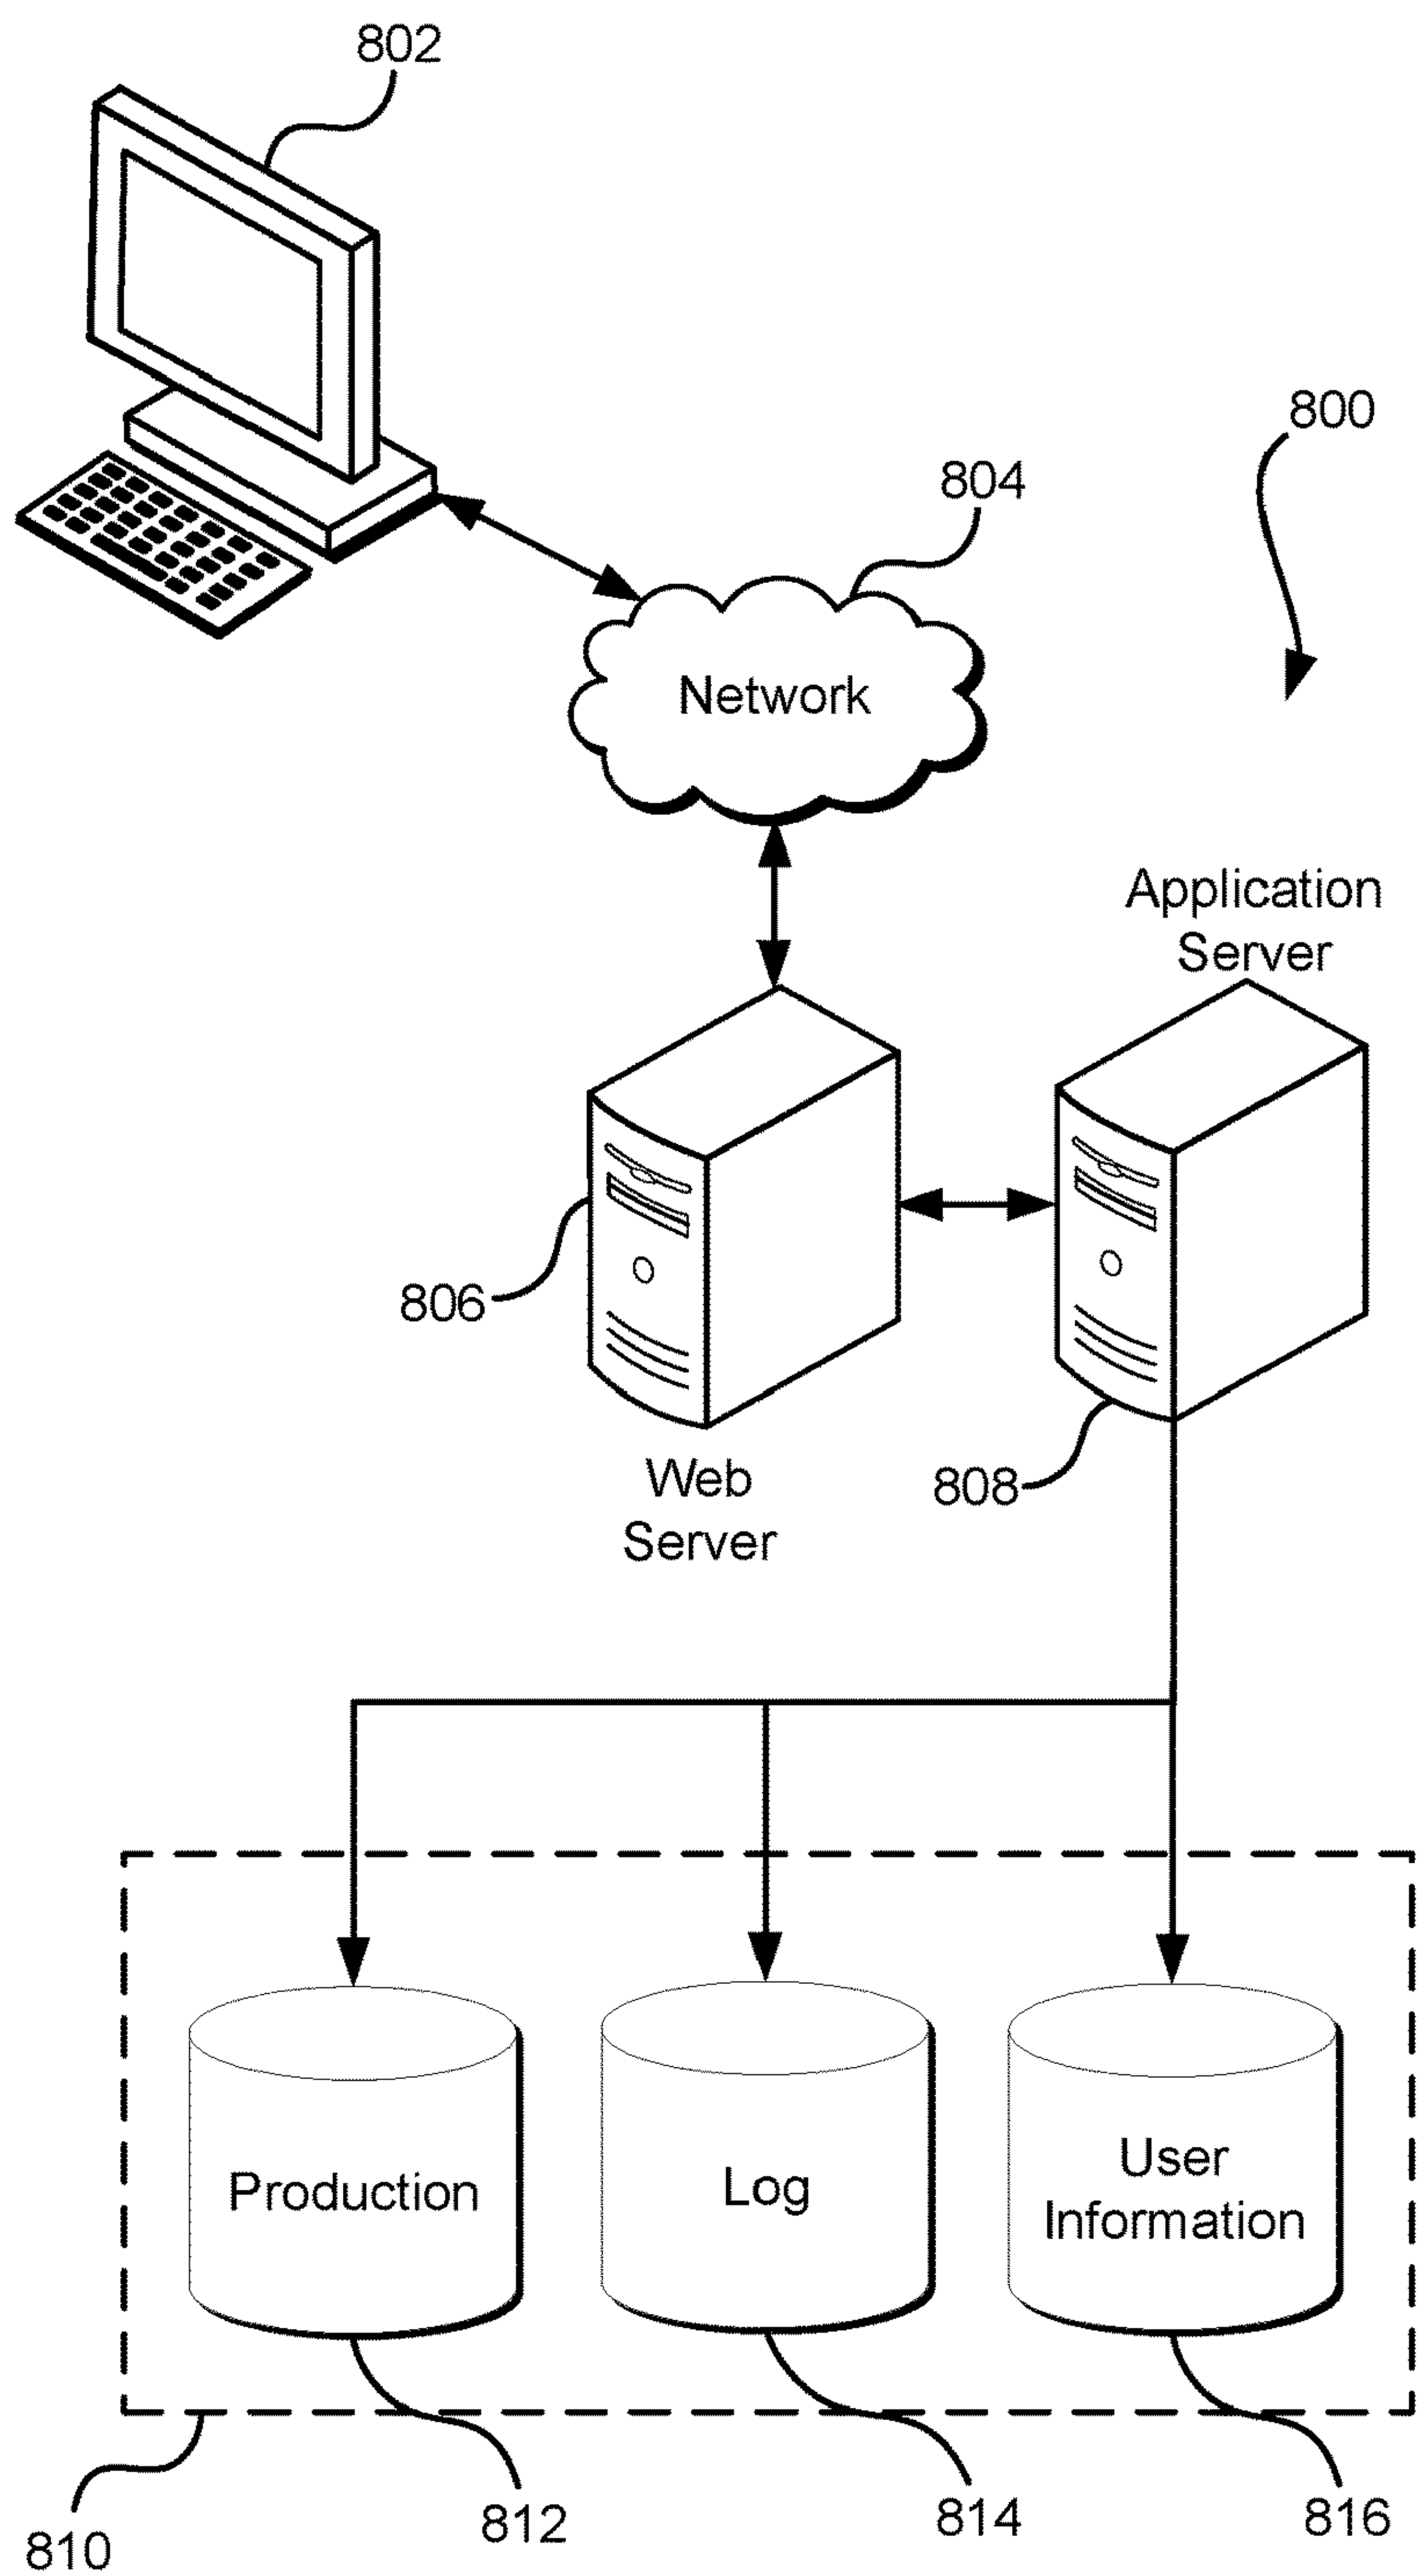 802
800
804
Network
Application
Server
806
Web
Server
808
Production
Log
User
Information
810
812
814
816